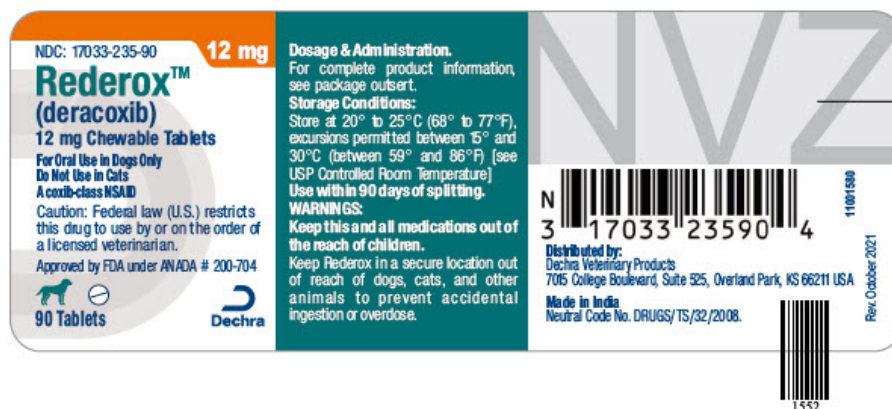 NDC: 17033-235-90
12 mg
Rederox™
(deracoxib)
12 mg Chewable Tablets
For Oral Use in Dogs Only
Do Not Use in Cats
A coxib-class NSAID
Caution: Federal law (U.S.) restricts
this drug to use by or on the order of
a licensed veterinarian.
Approved by FDA under ANADA # 200-704
90 Tablets
Dechra
Dosage & Administration.
For complete product information,
see package outsert.
Storage Conditions:
Store at 20° to 25°C (68° to 77°F),
excursions permitted between 15° and
30°C (between 59° and 86°F) [see
USP Controlled Room Temperature]
Use within 90 days of splitting.
WARNINGS:
Keep this and all medications out of
the reach of children.
Keep Rederox in a secure location out
of reach of dogs, cats, and other
animals to prevent accidental
ingestion or overdose.
NVZ
N
3 17033 23590 4
Distributed by:
Dechra Veterinary Products
7015 College Boulevard, Suite 525, Overland Park, KS 66211 USA
Made in India
Neutral Code No. DRUGS/TS/32/2008.
11001580
Rev. October 2021
1552